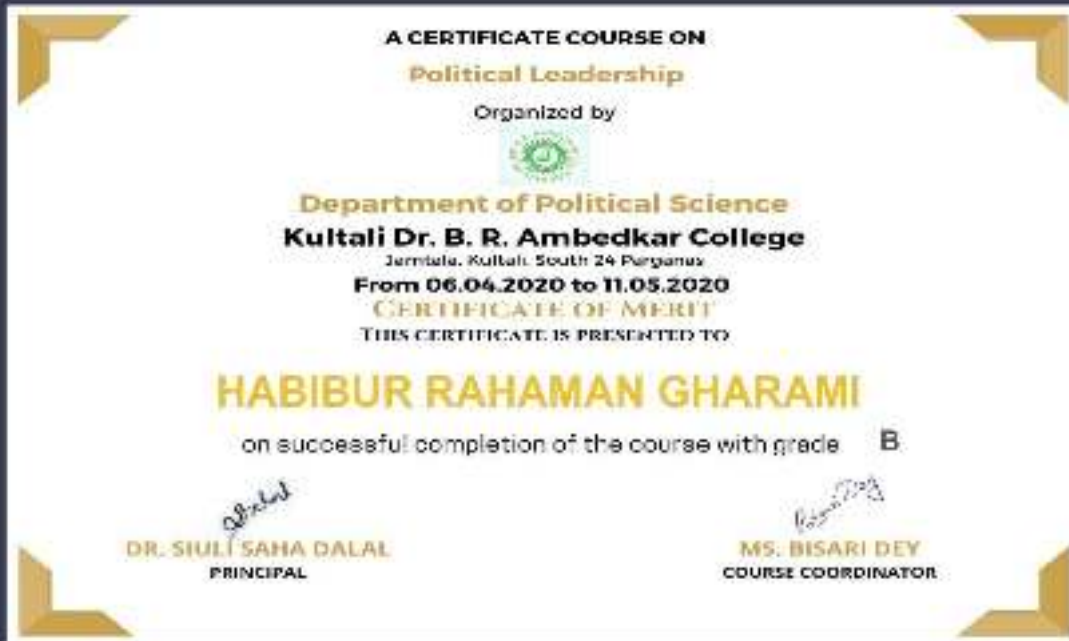 A CERTIFICATE COURSE ON
Political Leadership
Organized by
Department of Political Science
Kultali Dr. B. R. Ambedkar College
Jamtala, Kultali, South 24 Parganas
From 06.04.2020 to 11.05.2020
CERTIFICATE OF MERIT
THIS CERTIFICATE IS PRESENTED TO
HABIBUR RAHAMAN GHARAMI
on successful completion of the course with grade B
DR. SIULI SAHA DALAL
PRINCIPAL
MS. BISARI DEY
COURSE COORDINATOR